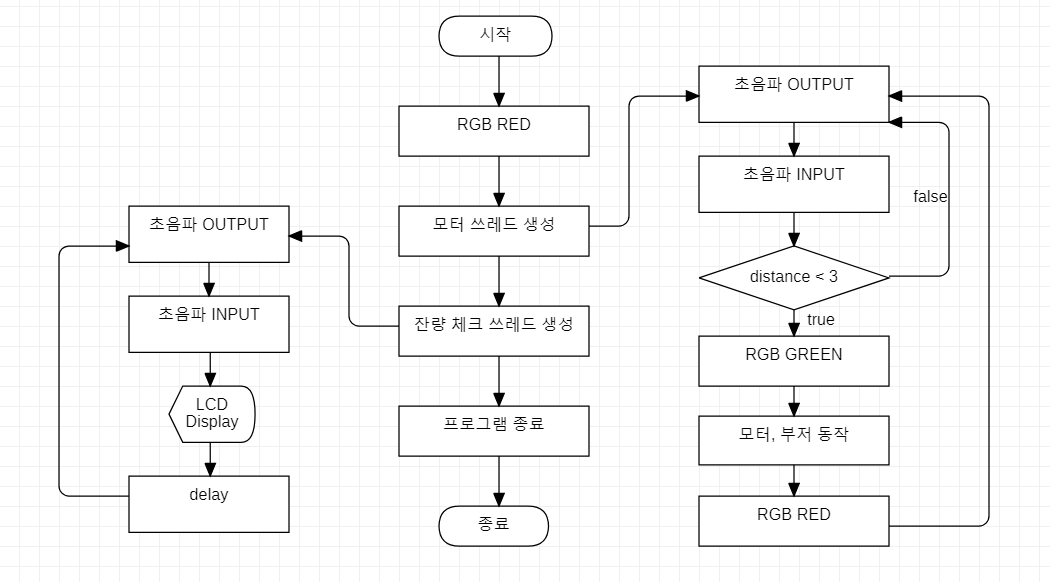 시작
RGB RED
모터 쓰레드 생성
잔량 체크 쓰레드 생성
프로그램 종료
종료
초음파 OUTPUT
초음파 INPUT
LCD
Display
delay
초음파 OUTPUT
초음파 INPUT
false
distance < 3
true
RGB GREEN
모터, 부저 동작
RGB RED